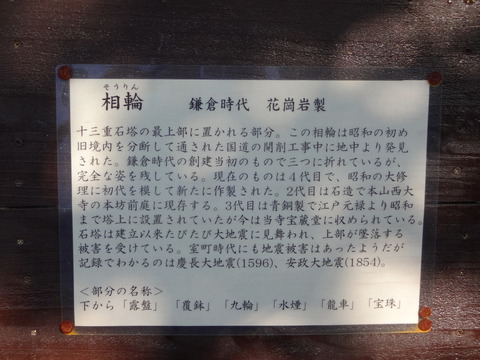 そうりん
相輪　鎌倉時代　花崗岩製
十三重石塔の最上部に置かれる部分。この相輪は昭和の初め
旧境内を分断して通された国道の開削工事中に地中より発見
された。鎌倉時代の創建当初のもので三つに折れているが、
完全な姿を残している。現在のものは４代目で、昭和の大修
理に初代を模して新たに作製された。２代目は石造で本山西大
寺の本坊前庭に現存する。３代目は青銅製で江戸元禄より昭和
まで塔上に設置されていたが今は当寺宝蔵堂に収められている。
石塔は建立以来たびたび大地震に見舞われ、上部が墜落する
被害を受けている。室町時代にも地震被害はあったようだが
記録でわかるのは慶長大地震(1596)、安政大地震(1854)。
＜部分の名称＞
下から「露盤」「覆鉢」「九輪」「水煙」「龍車」「宝珠」